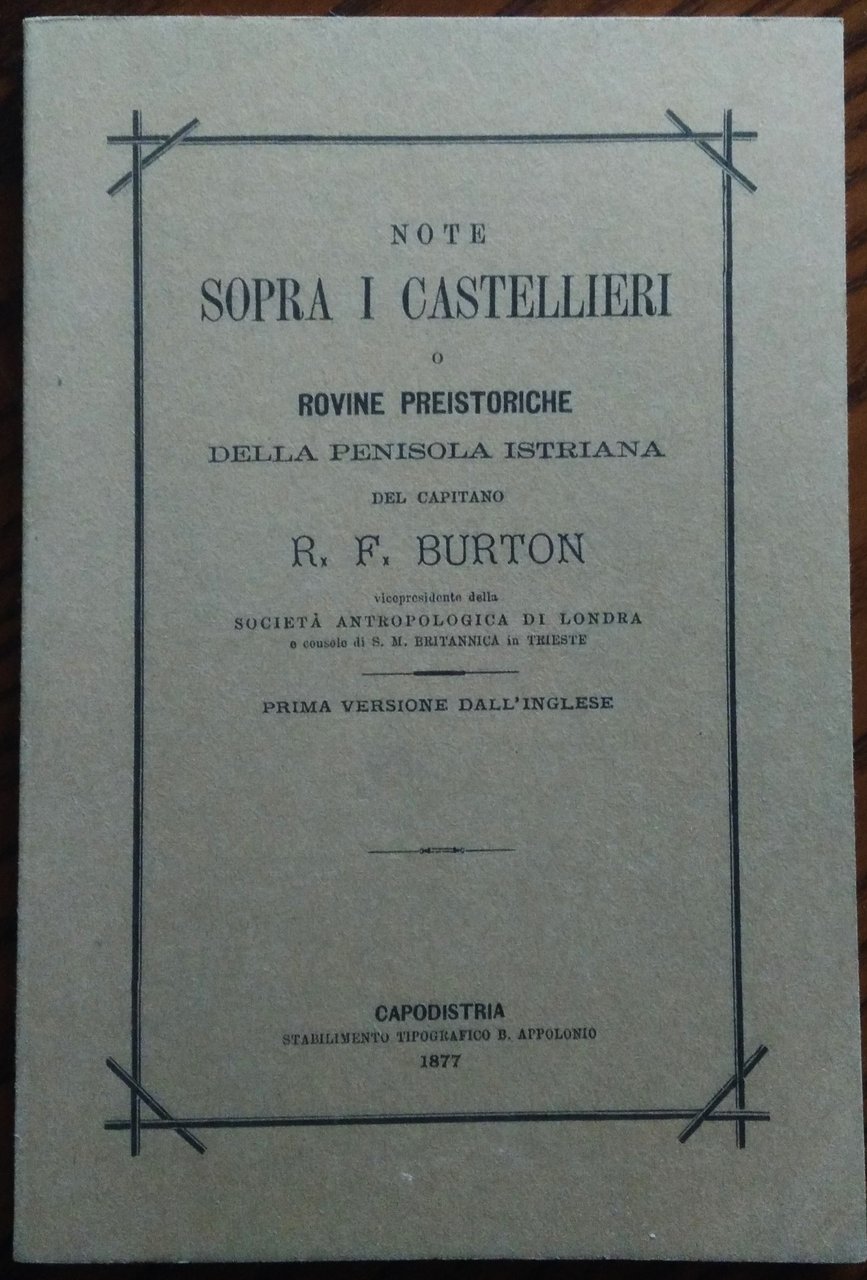 NOTE
SOPRA I CASTELLIERI
O
ROVINE PREISTORICHE
DELLA PENISOLA ISTRIANA
DEL CAPITANO
R. F. BURTON
vicepresidente della
SOCIETÀ ANTROPOLOGICA DI LONDRA
e console di S. M. BRITANNICA in TRIESTE
PRIMA VERSIONE DALL'INGLESE
CAPODISTRIA
STABILIMENTO TIPOGRAFICO B. APPOLONIO
1877